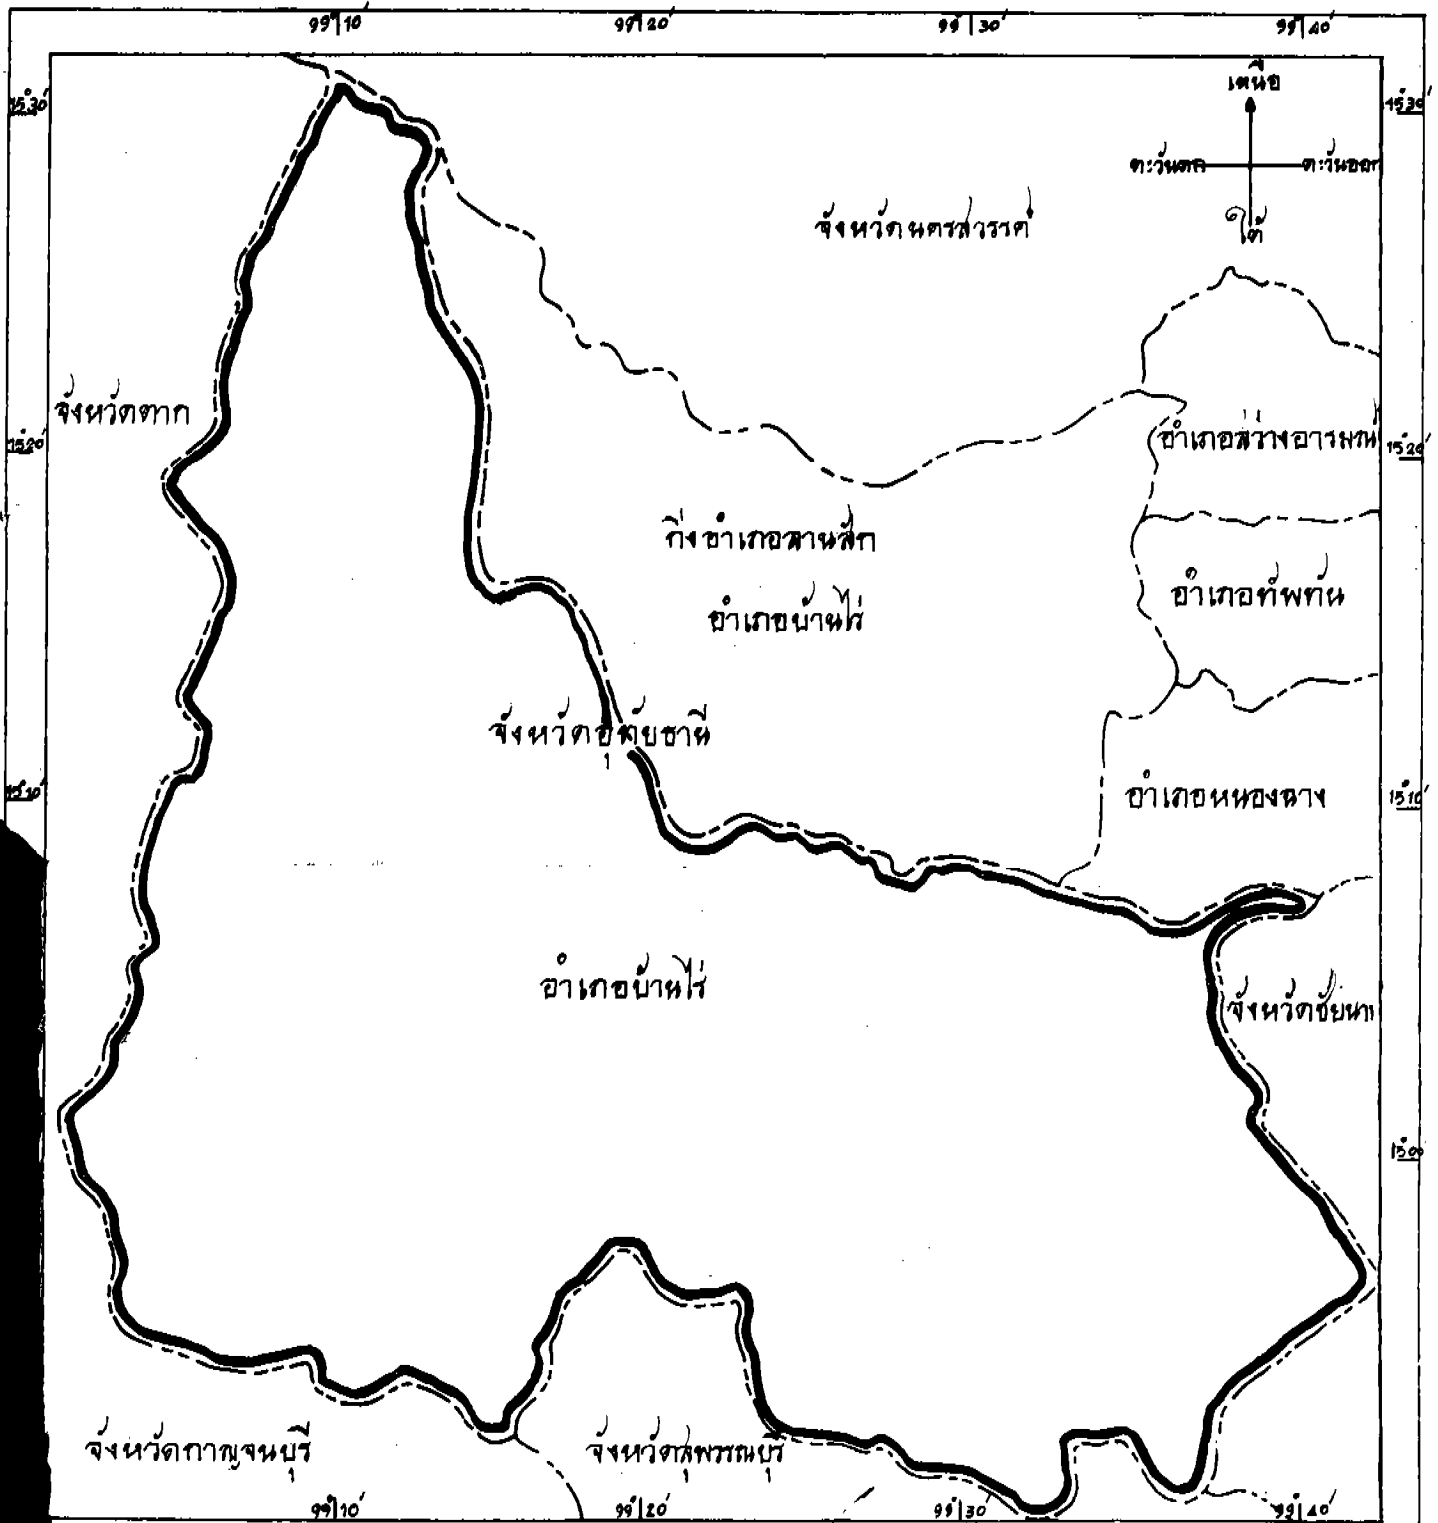 99°10′ 99°20′ 99°30′ 99°40′
เหนือ
15°30′ 15°30′
ตะวันตก ตะวันออก
ใต้
จังหวัดนครสวรรค์
จังหวัดตาก
อำเภอสว่างอารมณ์
15°20′ 15°20′
กิ่งอำเภอลานสัก
อำเภอทัพทัน
อำเภอบ้านไร่
จังหวัดอุทัยธานี
15°10′ 15°10′
อำเภอหนองฉาง
อำเภอบ้านไร่
จังหวัดชัยนาท
15°00′
จังหวัดกาญจนบุรี จังหวัดสุพรรณบุรี
99°10′ 99°20′ 99°30′ 99°40′